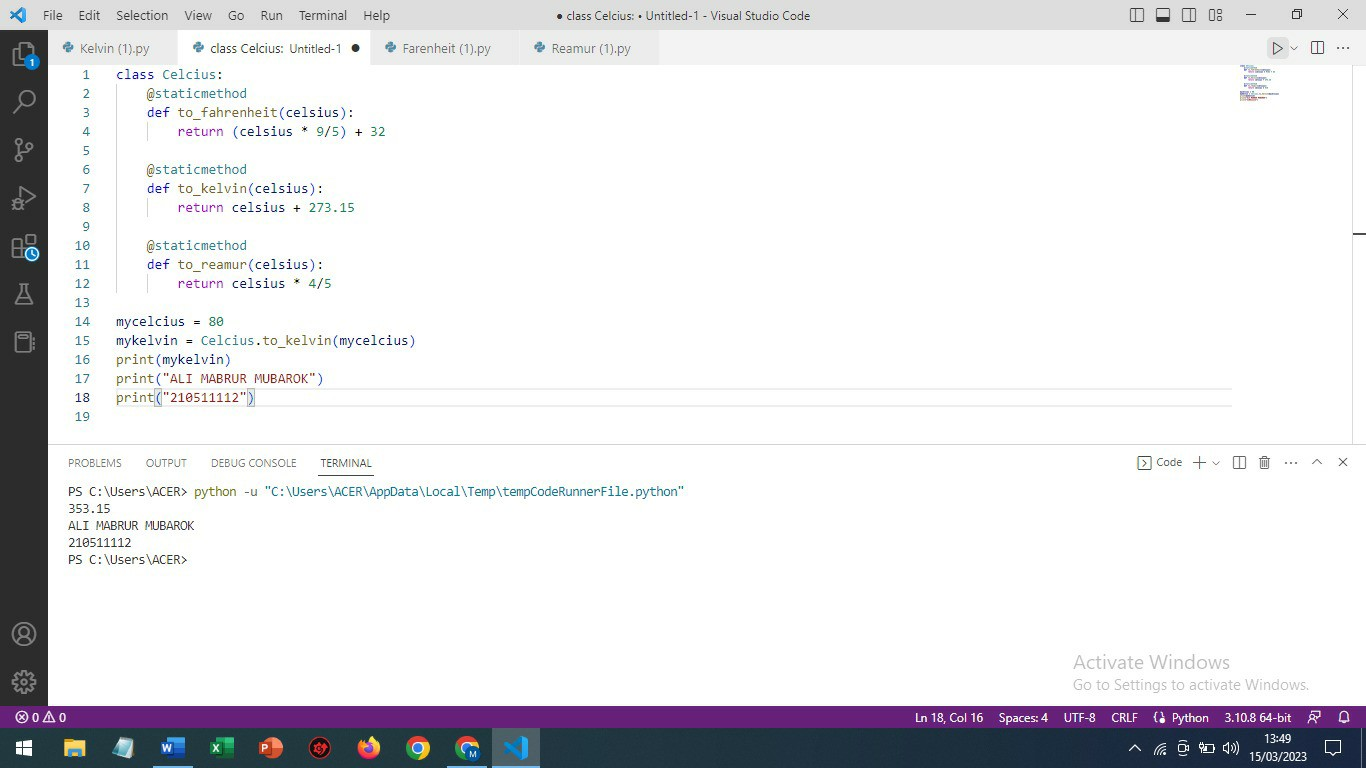 File Edit Selection View Go Run Terminal Help ● class Celcius: • Untitled-1 - Visual Studio Code
Kelvin (1).py class Celcius: Untitled-1 ● Farenheit (1).py Reamur (1).py
1 class Celcius:
2 @staticmethod
3 def to_fahrenheit(celsius):
4 return (celsius * 9/5) + 32
5
6 @staticmethod
7 def to_kelvin(celsius):
8 return celsius + 273.15
9
10 @staticmethod
11 def to_reamur(celsius):
12 return celsius * 4/5
13
14 mycelcius = 80
15 mykelvin = Celcius.to_kelvin(mycelcius)
16 print(mykelvin)
17 print("ALI MABRUR MUBAROK")
18 print("210511112")
19
PROBLEMS OUTPUT DEBUG CONSOLE TERMINAL Code
PS C:\Users\ACER> python -u "C:\Users\ACER\AppData\Local\Temp\tempCodeRunnerFile.python"
353.15
ALI MABRUR MUBAROK
210511112
PS C:\Users\ACER>
Activate Windows
Go to Settings to activate Windows.
0 0 Ln 18, Col 16 Spaces: 4 UTF-8 CRLF Python 3.10.8 64-bit
13:49
15/03/2023